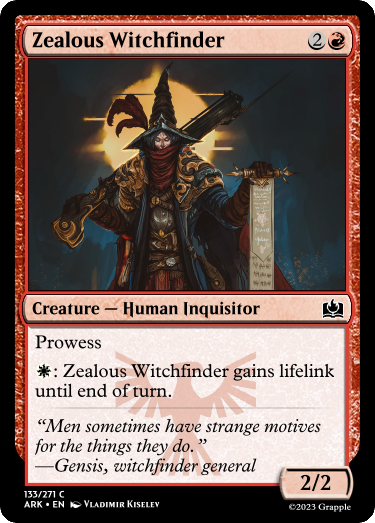 Zealous Witchfinder 2
Creature — Human Inquisitor
Prowess
: Zealous Witchfinder gains lifelink
until end of turn.
“Men sometimes have strange motives
for the things they do.”
—Gensis, witchfinder general
2/2
133/271 C
ARK • EN Vladimir Kiselev
©2023 Grapple